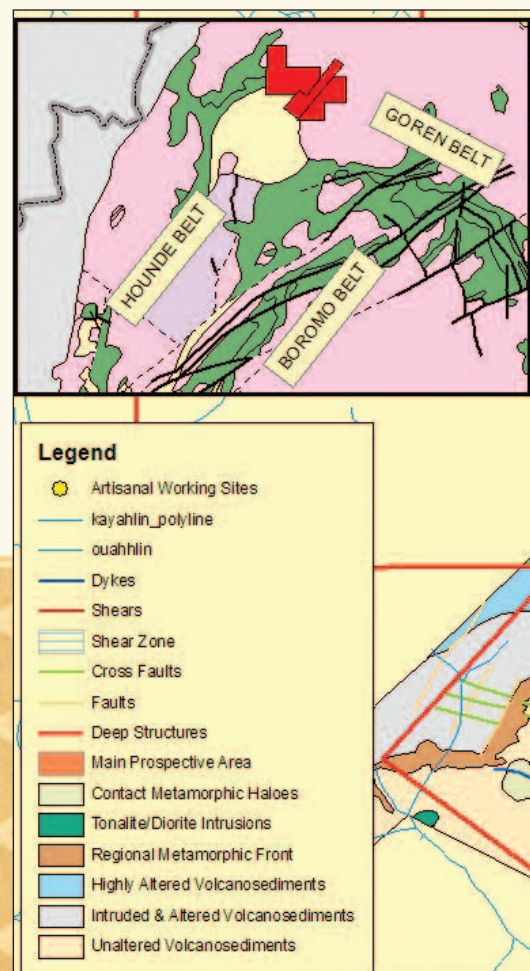 GOREN BELT
HOUNDE BELT
BOROMO BELT
Legend
Artisanal Working Sites
kayahlin_polyline
ouahhlin
Dykes
Shears
Shear Zone
Cross Faults
Faults
Deep Structures
Main Prospective Area
Contact Metamorphic Haloes
Tonalite/Diorite Intrusions
Regional Metamorphic Front
Highly Altered Volcanosediments
Intruded & Altered Volcanosediments
Unaltered Volcanosediments